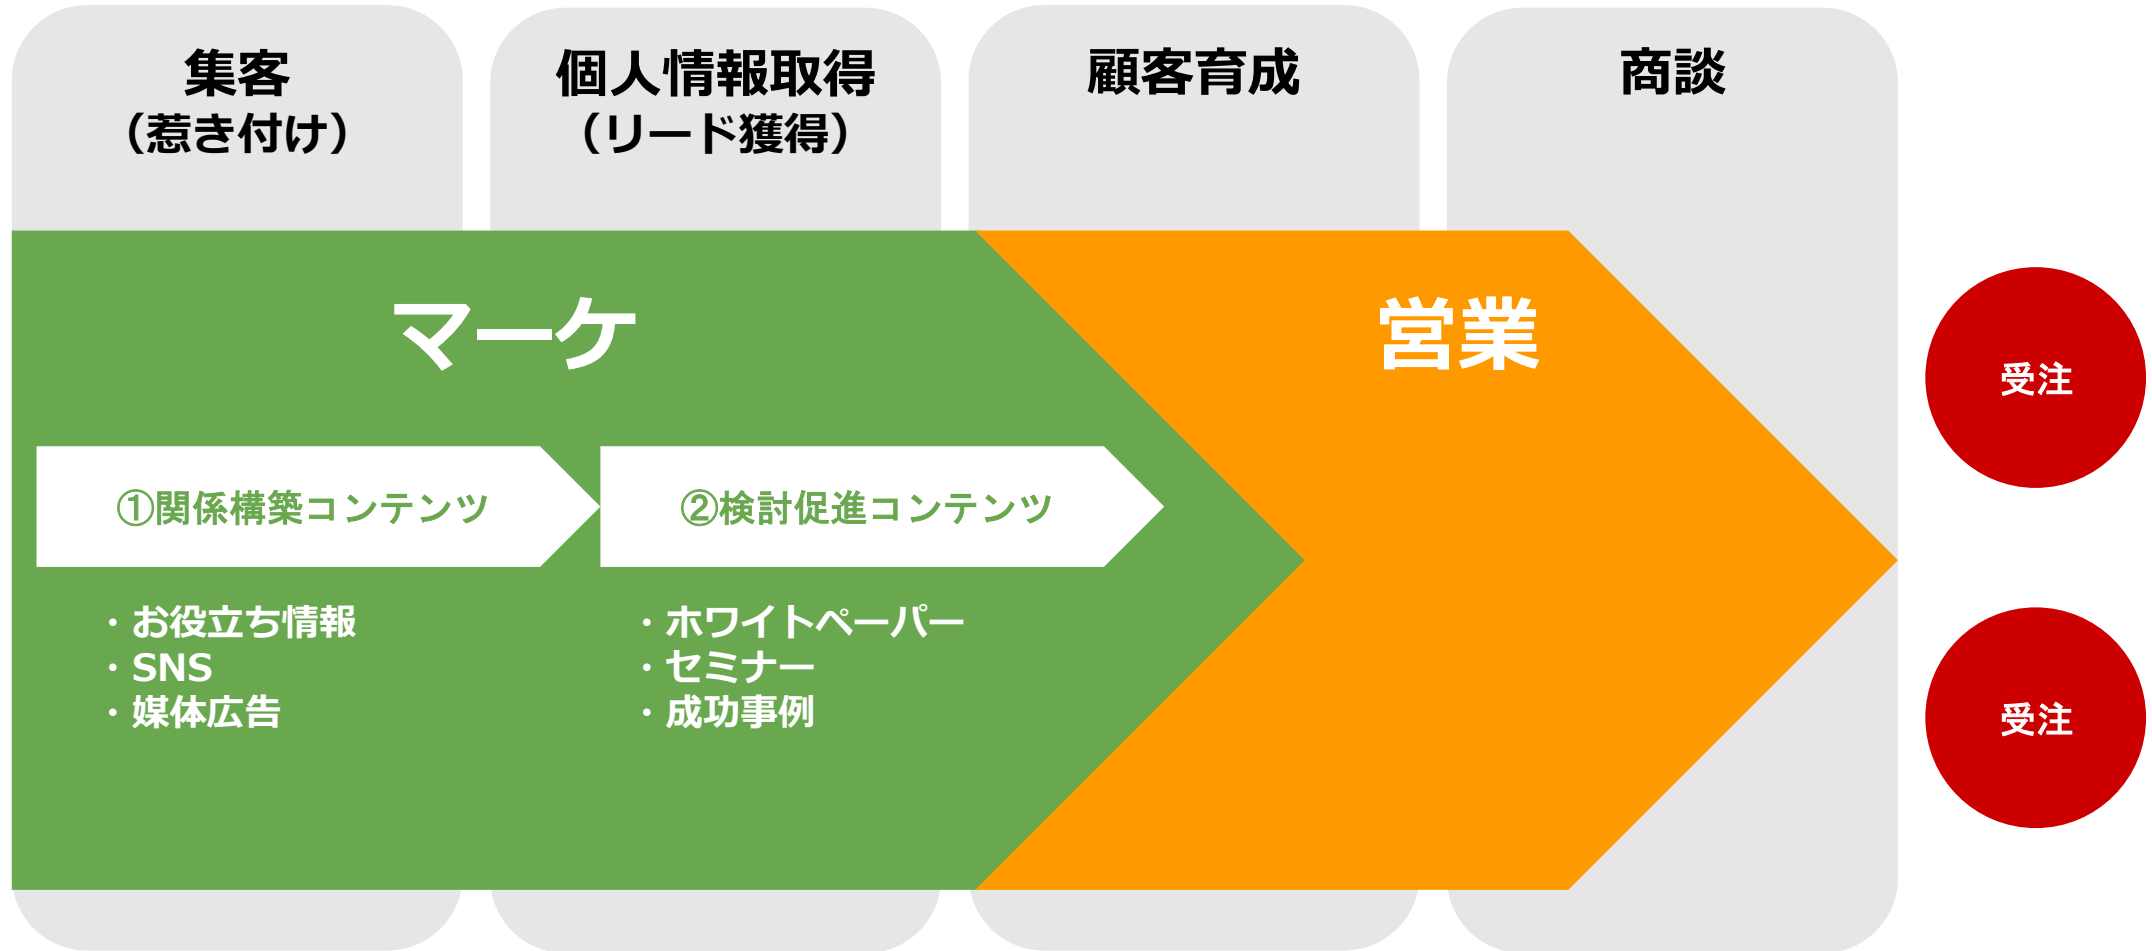 集客
（惹き付け）
個人情報取得
（リード獲得）
顧客育成
商談
マーケ
営業
①関係構築コンテンツ
②検討促進コンテンツ
・お役立ち情報
・SNS
・媒体広告
・ホワイトペーパー
・セミナー
・成功事例
受注
受注